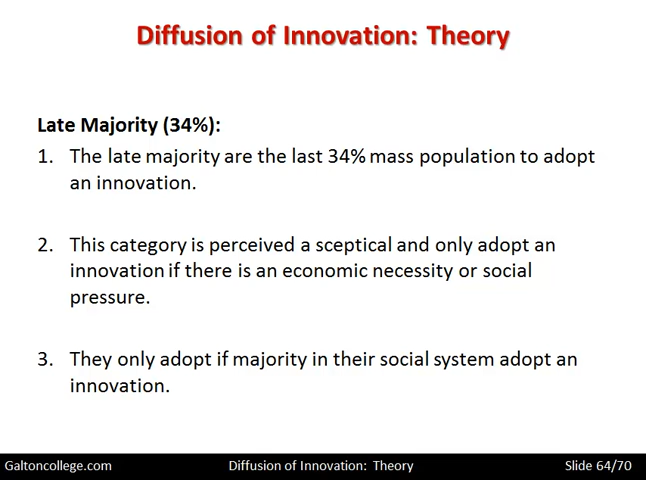 Diffusion of Innovation: Theory
Late Majority (34%):
1. The late majority are the last 34% mass population to adopt
an innovation.
2. This category is perceived a sceptical and only adopt an
innovation if there is an economic necessity or social
pressure.
3. They only adopt if majority in their social system adopt an
innovation.
Galtoncollege.com Diffusion of Innovation: Theory Slide 64/70